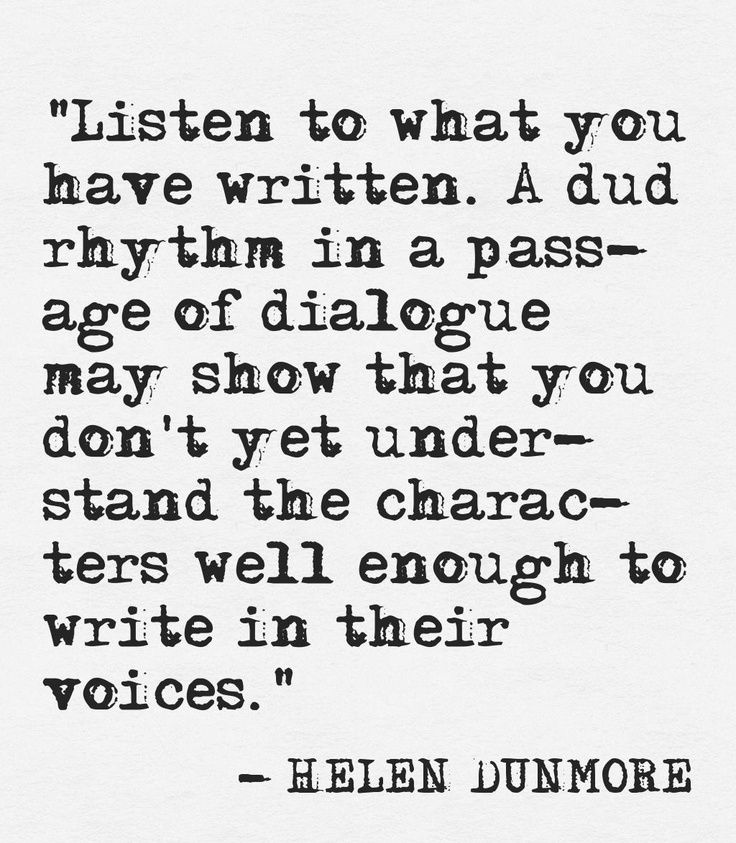 "Listen to what you
have written. A dud
rhythm in a pass-
age of dialogue
may show that you
don't yet under-
stand the charac-
ters well enough to
write in their
voices."
- HELEN DUNMORE